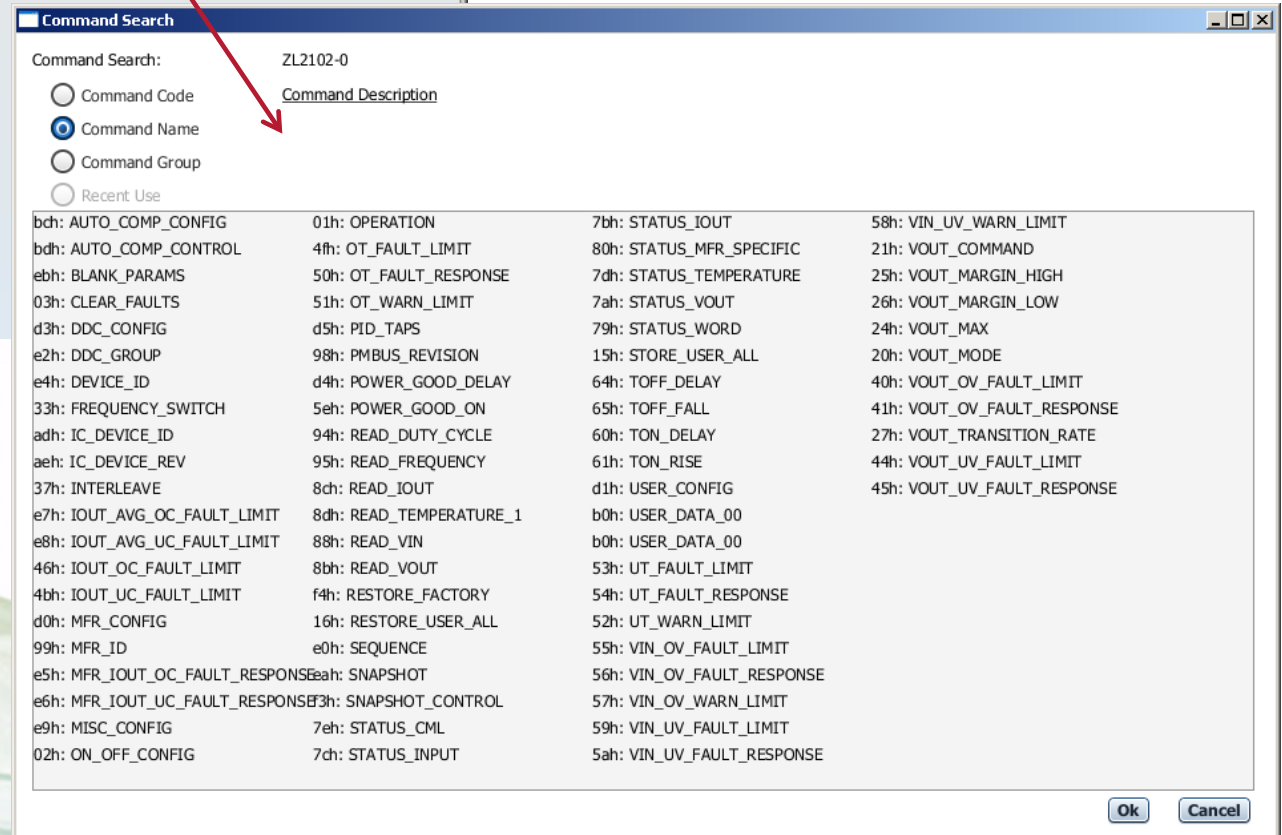 Command Search
Command Search: ZL2102-0
Command Code Command Description
Command Name
Command Group
Recent Use
bch: AUTO_COMP_CONFIG 01h: OPERATION 7bh: STATUS_IOUT 58h: VIN_UV_WARN_LIMIT
bdh: AUTO_COMP_CONTROL 4fh: OT_FAULT_LIMIT 80h: STATUS_MFR_SPECIFIC 21h: VOUT_COMMAND
ebh: BLANK_PARAMS 50h: OT_FAULT_RESPONSE 7dh: STATUS_TEMPERATURE 25h: VOUT_MARGIN_HIGH
03h: CLEAR_FAULTS 51h: OT_WARN_LIMIT 7ah: STATUS_VOUT 26h: VOUT_MARGIN_LOW
d3h: DDC_CONFIG d5h: PID_TAPS 79h: STATUS_WORD 24h: VOUT_MAX
e2h: DDC_GROUP 98h: PMBUS_REVISION 15h: STORE_USER_ALL 20h: VOUT_MODE
e4h: DEVICE_ID d4h: POWER_GOOD_DELAY 64h: TOFF_DELAY 40h: VOUT_OV_FAULT_LIMIT
33h: FREQUENCY_SWITCH 5eh: POWER_GOOD_ON 65h: TOFF_FALL 41h: VOUT_OV_FAULT_RESPONSE
adh: IC_DEVICE_ID 94h: READ_DUTY_CYCLE 60h: TON_DELAY 27h: VOUT_TRANSITION_RATE
aeh: IC_DEVICE_REV 95h: READ_FREQUENCY 61h: TON_RISE 44h: VOUT_UV_FAULT_LIMIT
37h: INTERLEAVE 8ch: READ_IOUT d1h: USER_CONFIG 45h: VOUT_UV_FAULT_RESPONSE
e7h: IOUT_AVG_OC_FAULT_LIMIT 8dh: READ_TEMPERATURE_1 b0h: USER_DATA_00
e8h: IOUT_AVG_UC_FAULT_LIMIT 88h: READ_VIN b0h: USER_DATA_00
46h: IOUT_OC_FAULT_LIMIT 8bh: READ_VOUT 53h: UT_FAULT_LIMIT
4bh: IOUT_UC_FAULT_LIMIT f4h: RESTORE_FACTORY 54h: UT_FAULT_RESPONSE
d0h: MFR_CONFIG 16h: RESTORE_USER_ALL 52h: UT_WARN_LIMIT
99h: MFR_ID e0h: SEQUENCE 55h: VIN_OV_FAULT_LIMIT
e5h: MFR_IOUT_OC_FAULT_RESPONSE eah: SNAPSHOT 56h: VIN_OV_FAULT_RESPONSE
e6h: MFR_IOUT_UC_FAULT_RESPONSE f3h: SNAPSHOT_CONTROL 57h: VIN_OV_WARN_LIMIT
e9h: MISC_CONFIG 7eh: STATUS_CML 59h: VIN_UV_FAULT_LIMIT
02h: ON_OFF_CONFIG 7ch: STATUS_INPUT 5ah: VIN_UV_FAULT_RESPONSE
Ok Cancel